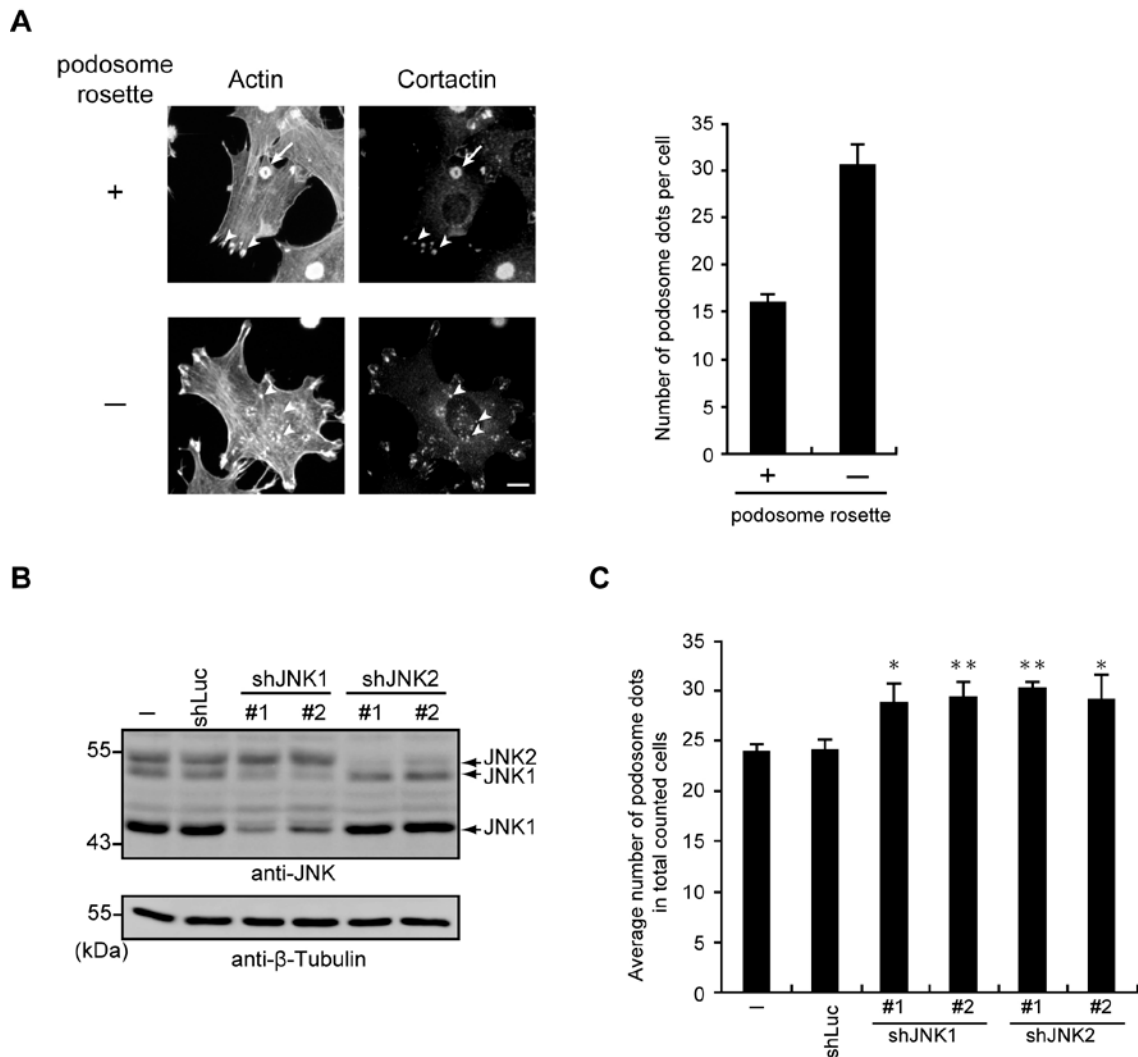 A
podosome
rosette
Actin
Cortactin
+
—
Number of podosome dots per cell
35
30
25
20
15
10
5
0
+
—
podosome rosette
B
–
shLuc
shJNK1
shJNK2
#1
#2
#1
#2
55
43
JNK2
JNK1
JNK1
anti-JNK
55
(kDa)
anti-β-Tubulin
C
Average number of podosome dots
in total counted cells
35
30
25
20
15
10
5
0
*
**
**
*
–
shLuc
#1
#2
#1
#2
shJNK1
shJNK2